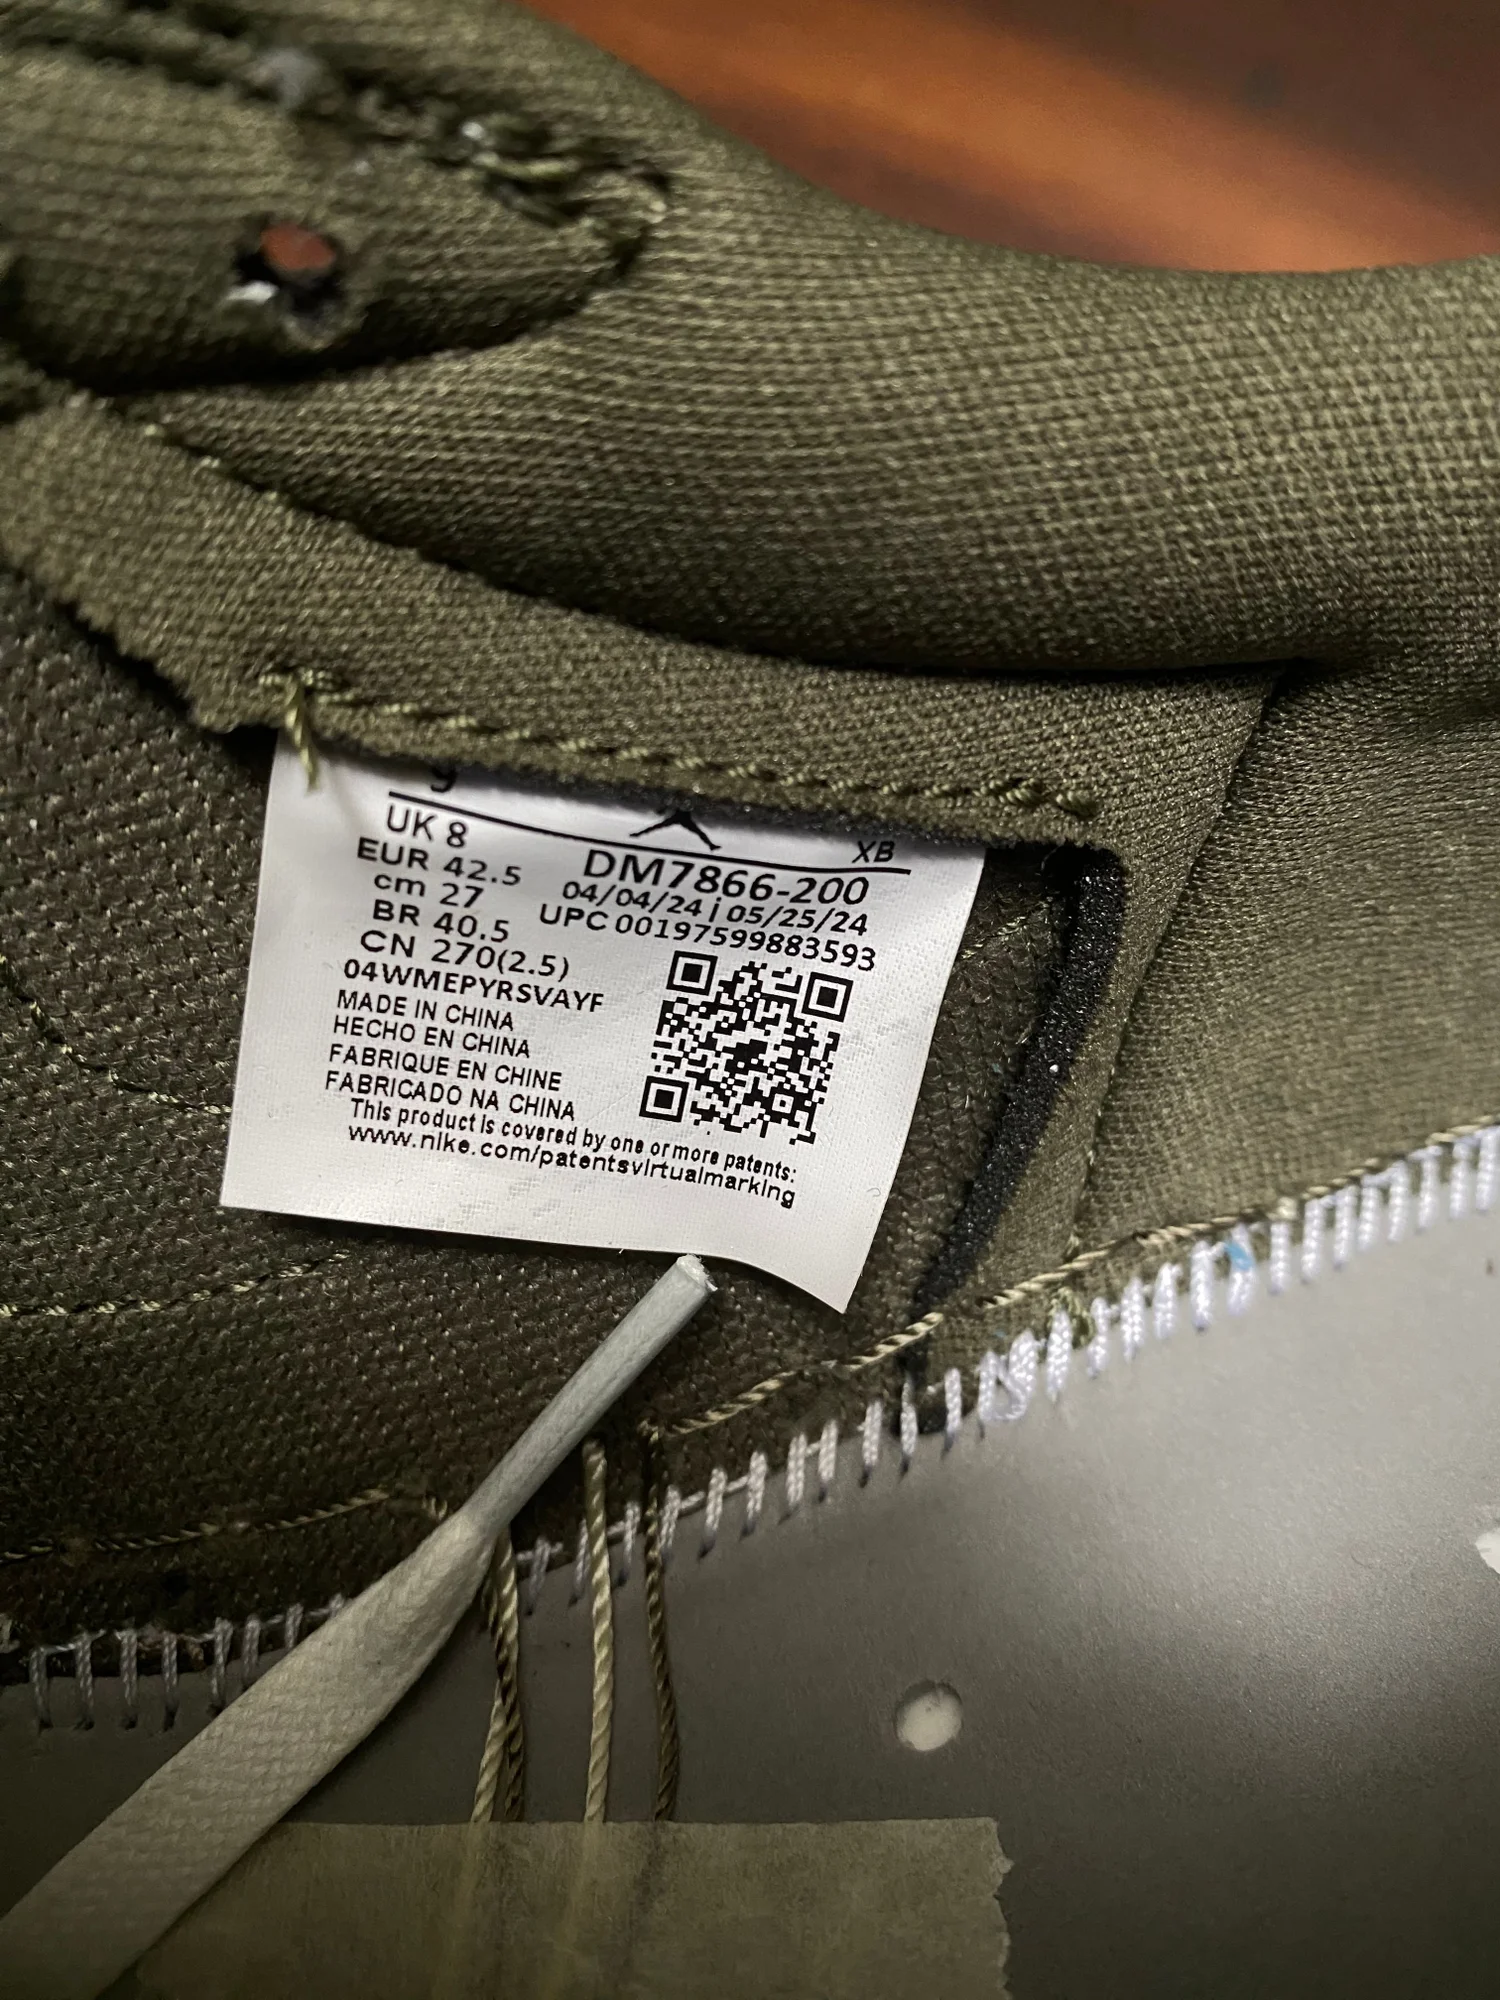 9
UK 8
XB
EUR 42.5
DM7866-200
cm 27
04/04/24 | 05/25/24
BR 40.5
UPC 00197599883593
CN 270(2.5)
04WMEPYRSVAYF
MADE IN CHINA
HECHO EN CHINA
FABRIQUE EN CHINE
FABRICADO NA CHINA
This product is covered by one or more patents:
www.nike.com/patentsvirtualmarking